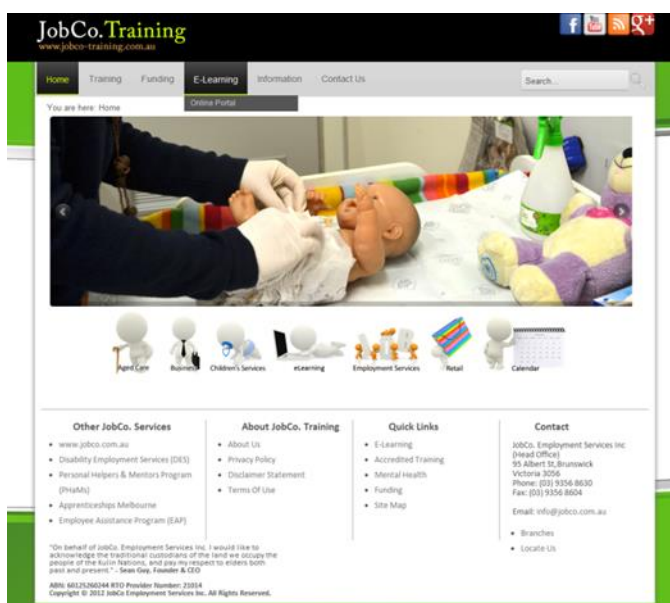 JobCo.Training
www.jobco-training.com.au
Home Training Funding E-Learning Information Contact Us Search...
Online Portal
You are here: Home
Aged Care Business Children's Services eLearning Employment Services Retail Calendar
Other JobCo. Services
www.jobco.com.au
Disability Employment Services (DES)
Personal Helpers & Mentors Program
(PHaMs)
Apprenticeships Melbourne
Employee Assistance Program (EAP)
About JobCo. Training
About Us
Privacy Policy
Disclaimer Statement
Terms Of Use
Quick Links
E-Learning
Accredited Training
Mental Health
Funding
Site Map
Contact
JobCo. Employment Services Inc
(Head Office)
95 Albert St,Brunswick
Victoria 3056
Phone: (03) 9356 8630
Fax: (03) 9356 8604
Email: info@jobco.com.au
Branches
Locate Us
"On behalf of JobCo. Employment Services Inc. I would like to
acknowledge the traditional custodians of the land we occupy the
people of the Kulin Nations, and pay my respect to elders both
past and present." - Sean Guy, Founder & CEO
ABN: 60125260244 RTO Provider Number: 21014
Copyright © 2012 JobCo Employment Services Inc. All Rights Reserved.